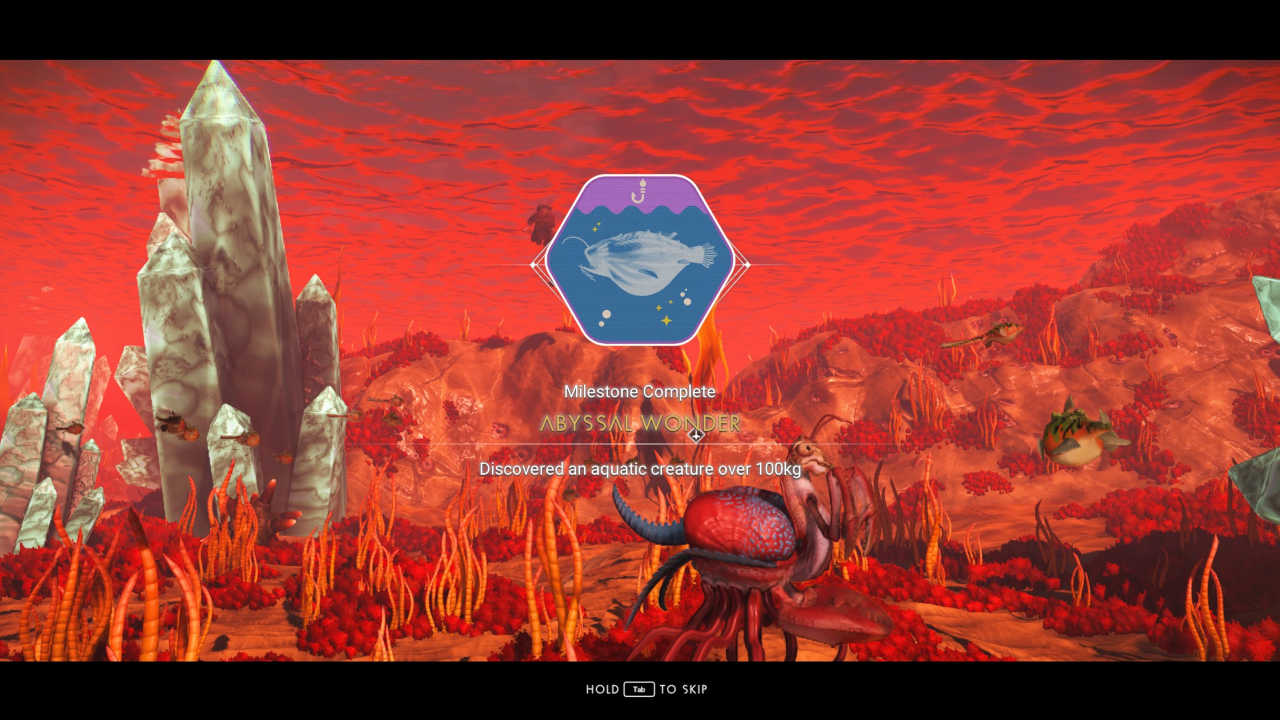 Milestone Complete
ABYSSAL WONDER
Discovered an aquatic creature over 100kg
HOLD Tab TO SKIP